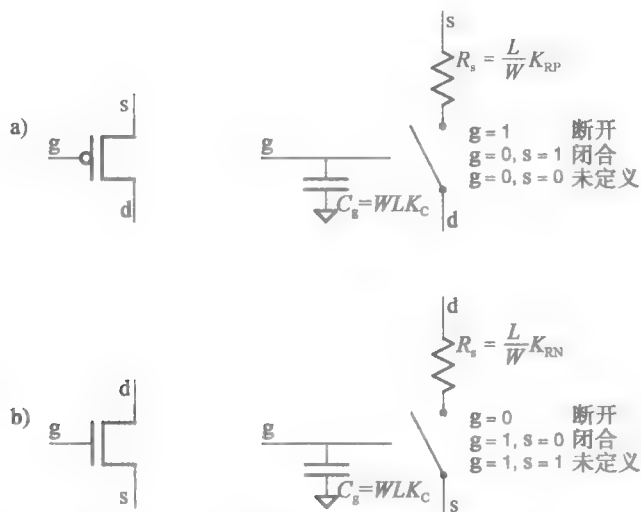 s
R_s = L/W K_RP
a)
s
g
g
g = 1 断开
g = 0, s = 1 闭合
g = 0, s = 0 未定义
d
C_g = WLK_C
d
d
R_s = L/W K_RN
b)
d
g
g
g = 0 断开
g = 1, s = 0 闭合
g = 1, s = 1 未定义
s
C_g = WLK_C
s